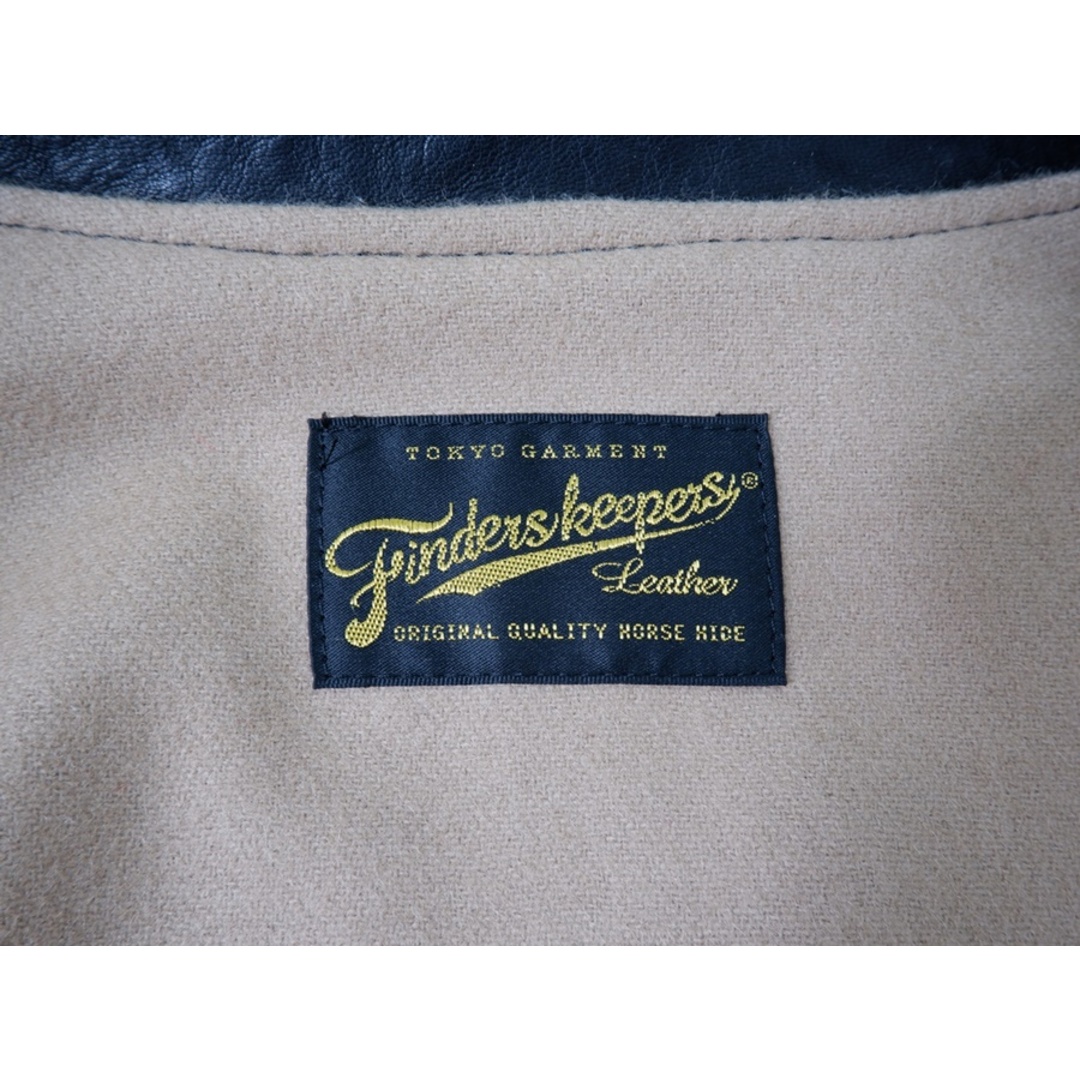 TOKYO GARMENT
Finders keepers®
Leather
ORIGINAL QUALITY HORSE HIDE